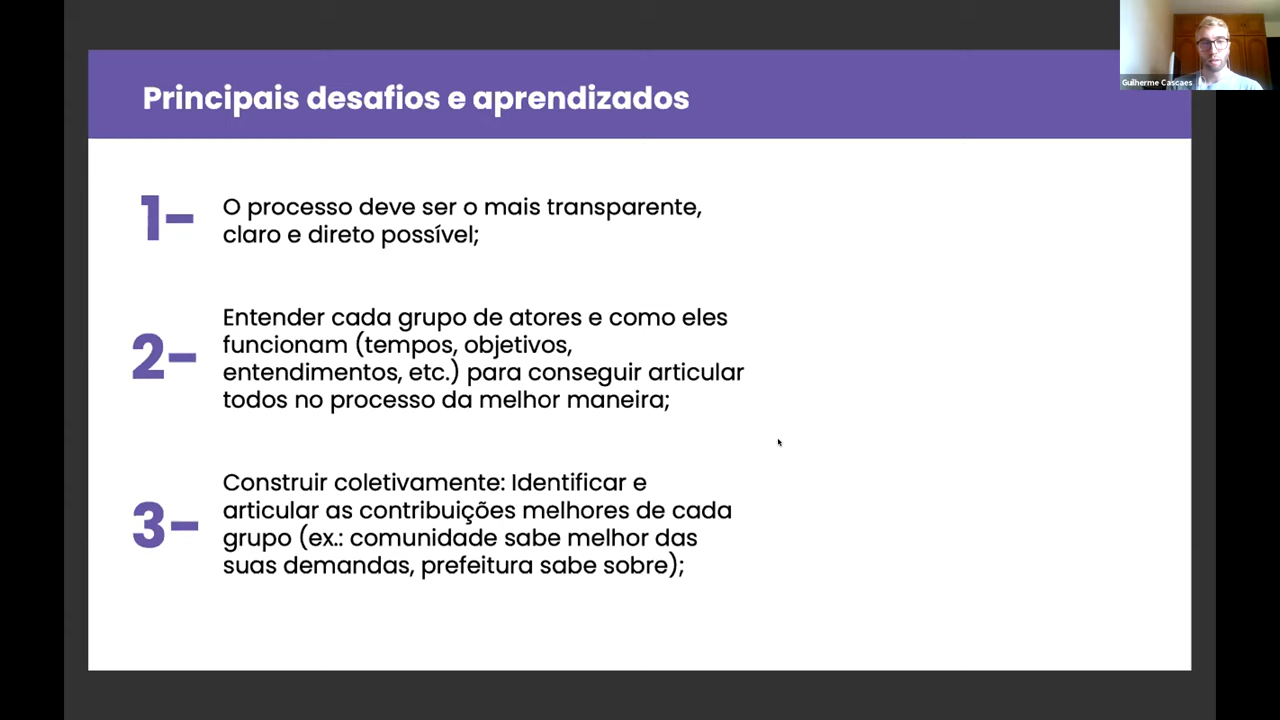 Principais desafios e aprendizados
Guilherme Cascaes
1-
O processo deve ser o mais transparente,
claro e direto possível;
2-
Entender cada grupo de atores e como eles
funcionam (tempos, objetivos,
entendimentos, etc.) para conseguir articular
todos no processo da melhor maneira;
3-
Construir coletivamente: Identificar e
articular as contribuições melhores de cada
grupo (ex.: comunidade sabe melhor das
suas demandas, prefeitura sabe sobre);